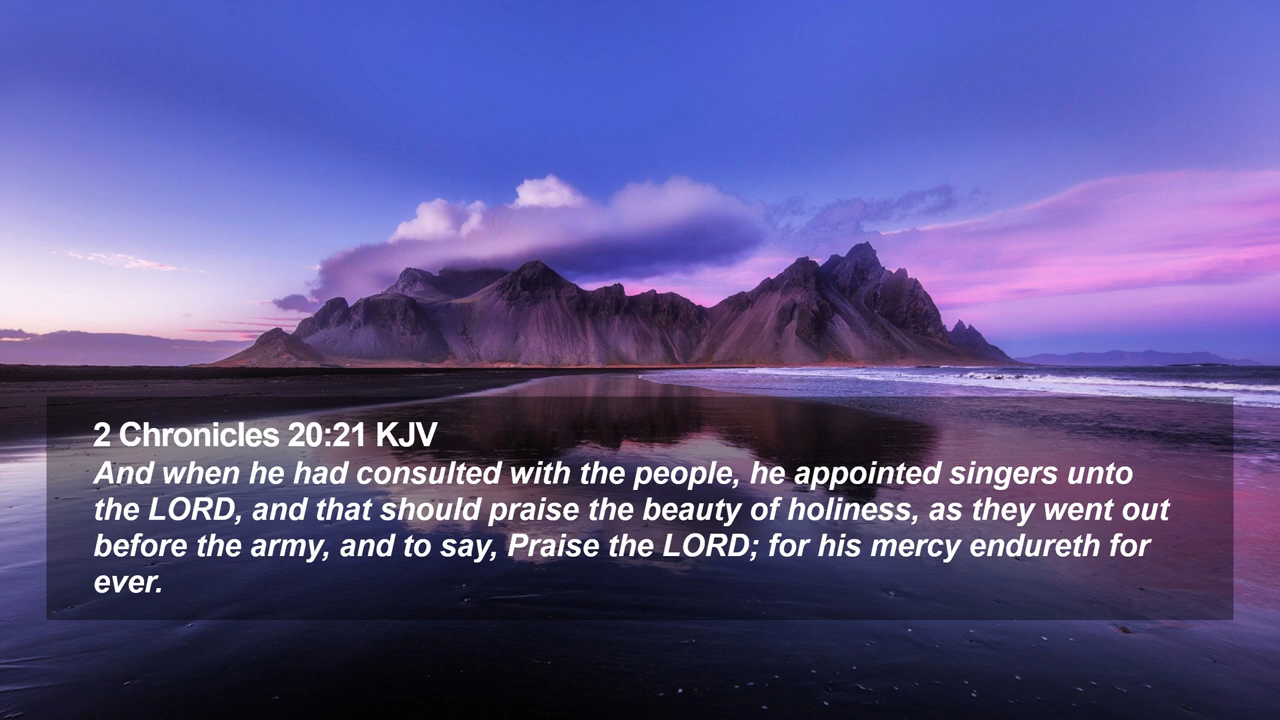 2 Chronicles 20:21 KJV
And when he had consulted with the people, he appointed singers unto
the LORD, and that should praise the beauty of holiness, as they went out
before the army, and to say, Praise the LORD; for his mercy endureth for
ever.